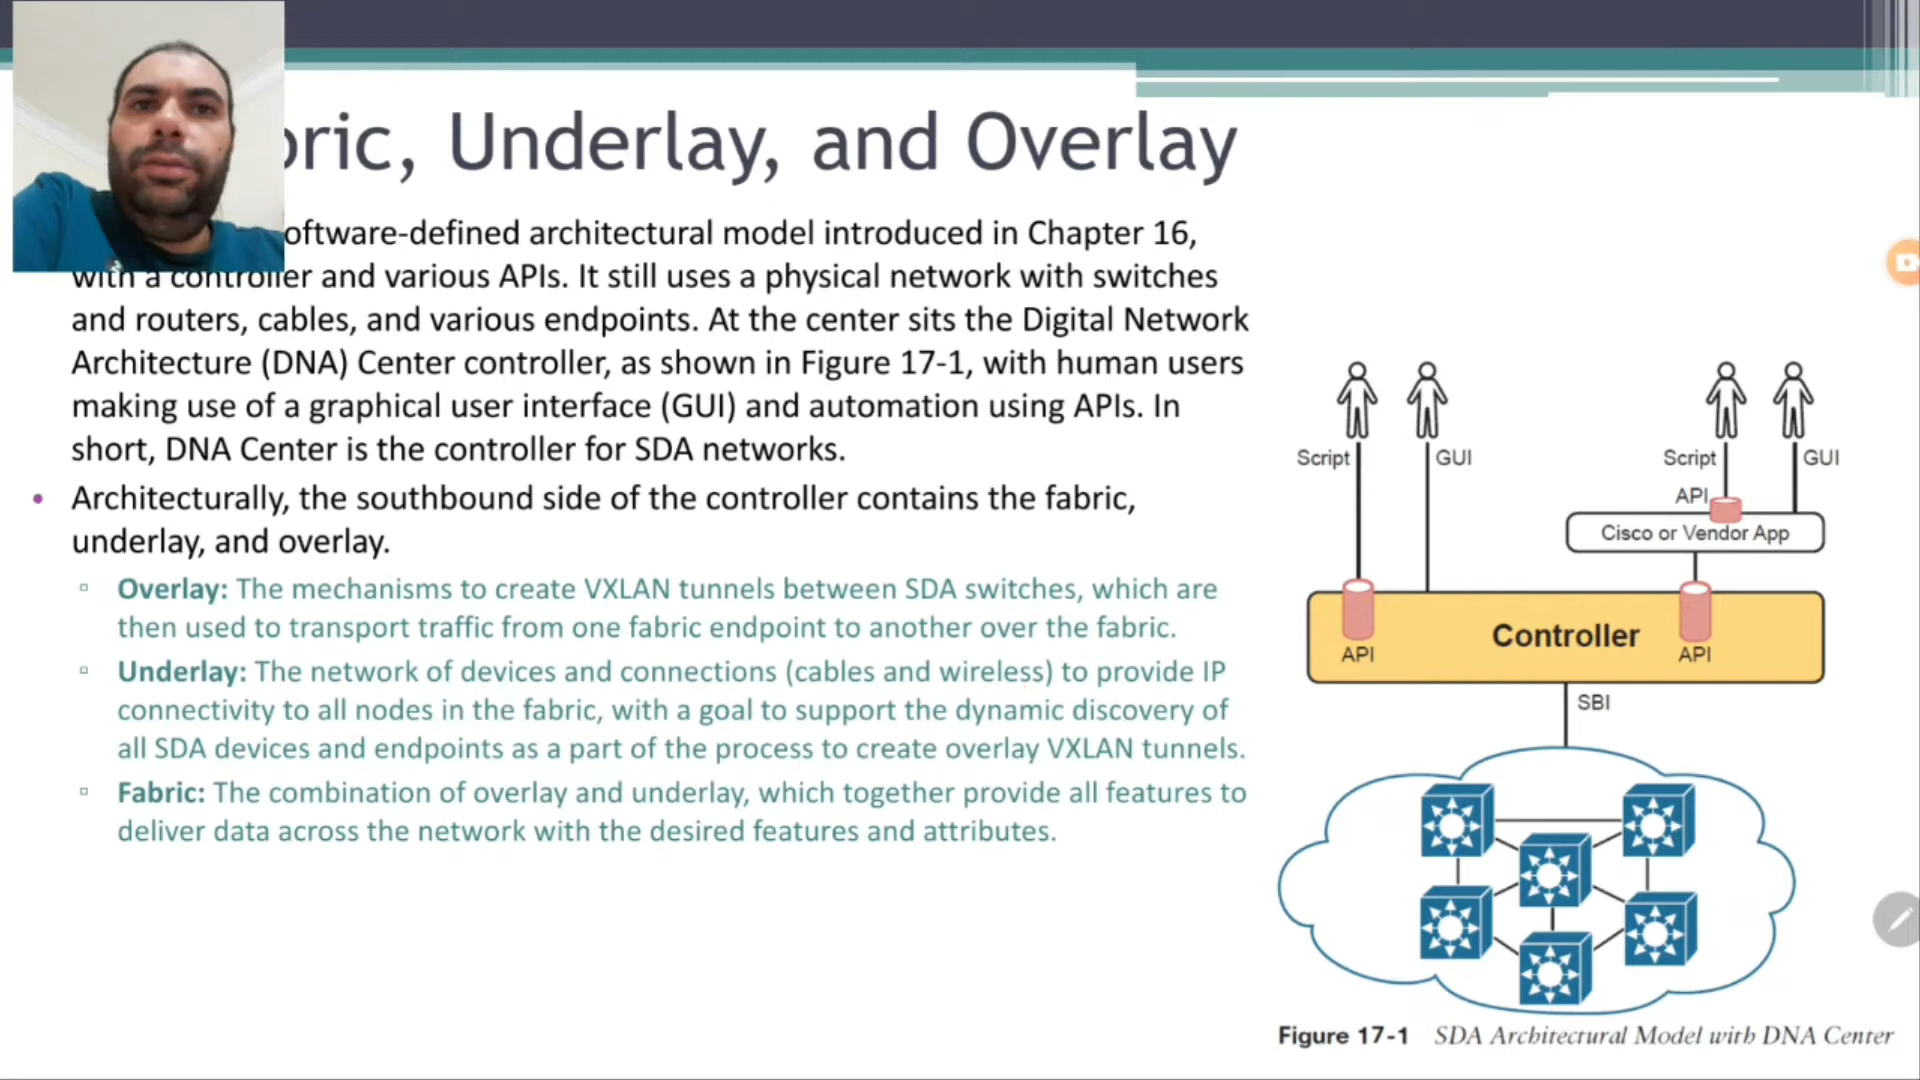 ric, Underlay, and Overlay
oftware-defined architectural model introduced in Chapter 16,
with a controller and various APIs. It still uses a physical network with switches
and routers, cables, and various endpoints. At the center sits the Digital Network
Architecture (DNA) Center controller, as shown in Figure 17-1, with human users
making use of a graphical user interface (GUI) and automation using APIs. In
short, DNA Center is the controller for SDA networks.
• Architecturally, the southbound side of the controller contains the fabric,
underlay, and overlay.
▫ Overlay: The mechanisms to create VXLAN tunnels between SDA switches, which are
then used to transport traffic from one fabric endpoint to another over the fabric.
▫ Underlay: The network of devices and connections (cables and wireless) to provide IP
connectivity to all nodes in the fabric, with a goal to support the dynamic discovery of
all SDA devices and endpoints as a part of the process to create overlay VXLAN tunnels.
▫ Fabric: The combination of overlay and underlay, which together provide all features to
deliver data across the network with the desired features and attributes.
Script GUI Script GUI
API
Cisco or Vendor App
Controller
API API
SBI
Figure 17-1 SDA Architectural Model with DNA Center